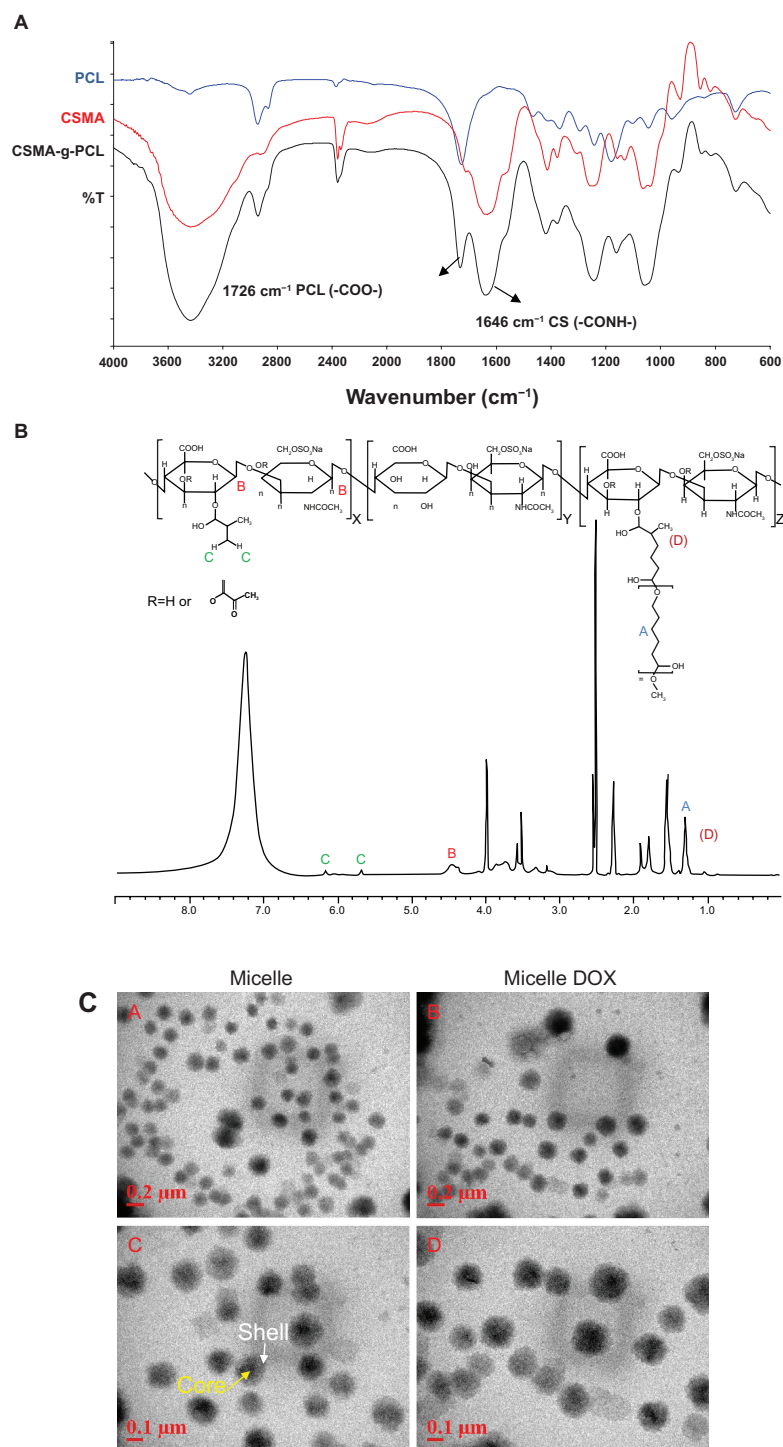 A
PCL
CSMA
CSMA-g-PCL
%T
1726 cm⁻¹ PCL (-COO-)
1646 cm⁻¹ CS (-CONH-)
4000 3600 3200 2800 2400 2000 1800 1600 1400 1200 1000 800 600
Wavenumber (cm⁻¹)
B
COOH CH₂OSO₃Na COOH CH₂OSO₃Na COOH CH₂OSO₃Na
H O O O OR O H O O OH O O H O O OR O O
OR H B H B OH H H H OR H H H
n n n NHCOCH₃ X n OH n n NHCOCH₃ Y O H H NHCOCH₃ Z
HO CH₃ HO CH₃
H H (D)
C C
HO
O
R=H or O CH₃ A
O
OH
n O
CH₃
A
(D)
C C B
8.0 7.0 6.0 5.0 4.0 3.0 2.0 1.0
C
Micelle Micelle DOX
A B
0.2 µm 0.2 µm
C D
Shell
Core
0.1 µm 0.1 µm